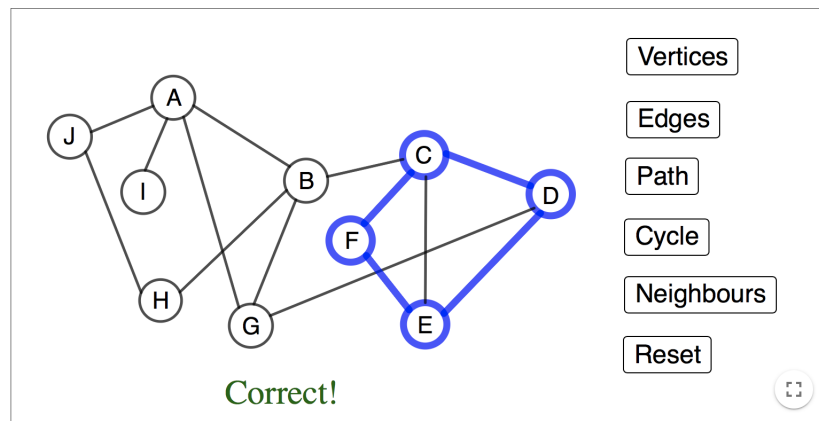 Vertices
A
J
Edges
C
B
I
D
Path
F
Cycle
H
Neighbours
G
E
Reset
Correct!